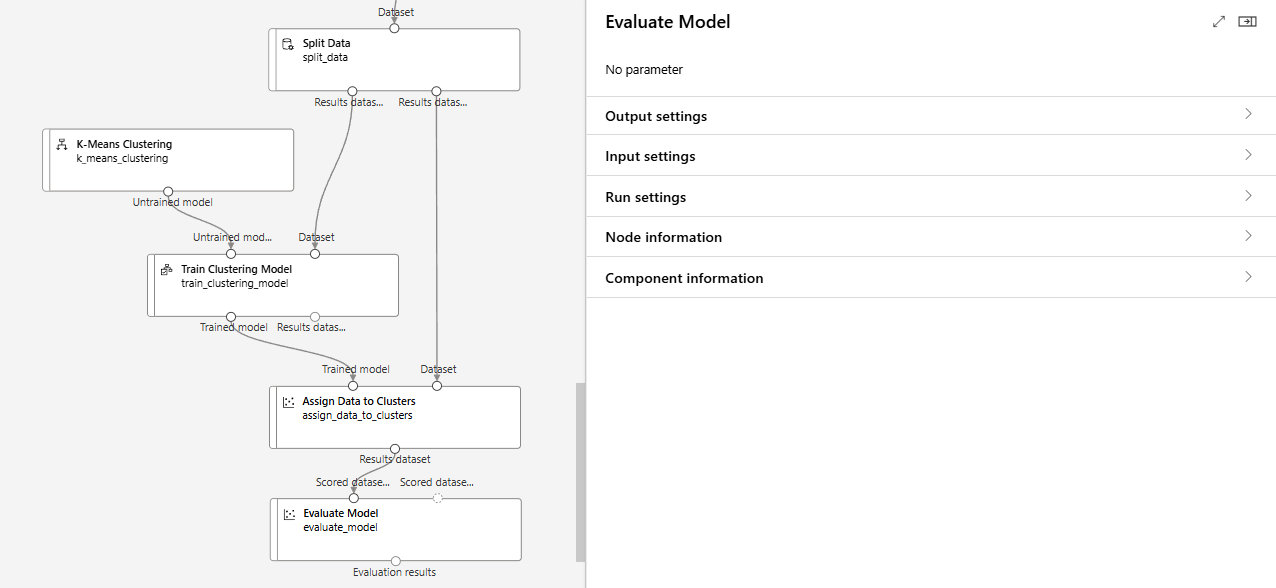 Dataset
Split Data
split_data
Results datas... Results datas...
K-Means Clustering
k_means_clustering
Untrained model
Untrained mod... Dataset
Train Clustering Model
train_clustering_model
Trained model Results datas...
Trained model Dataset
Assign Data to Clusters
assign_data_to_clusters
Results dataset
Scored datase... Scored datase...
Evaluate Model
evaluate_model
Evaluation results
Evaluate Model
No parameter
Output settings
Input settings
Run settings
Node information
Component information